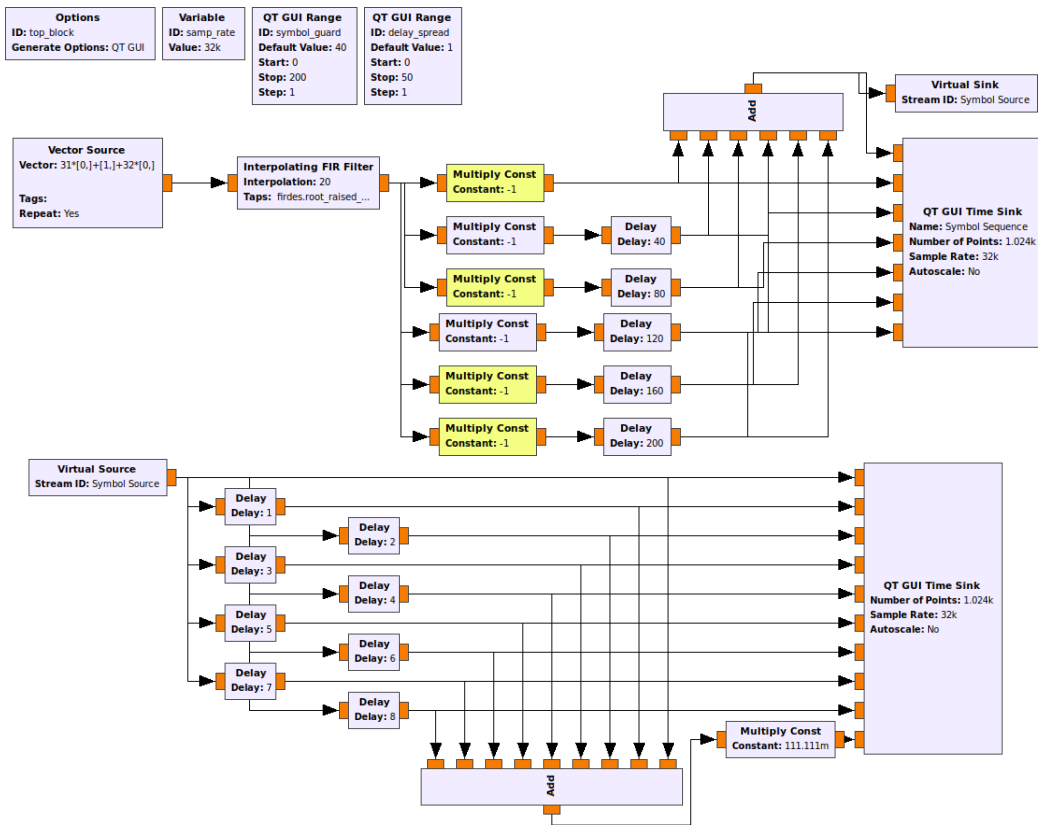 Options
ID: top_block
Generate Options: QT GUI
Variable
ID: samp_rate
Value: 32k
QT GUI Range
ID: symbol_guard
Default Value: 40
Start: 0
Stop: 200
Step: 1
QT GUI Range
ID: delay_spread
Default Value: 1
Start: 0
Stop: 50
Step: 1
Virtual Sink
Stream ID: Symbol Source
Add
Vector Source
Vector: 31*[0,]+[1,]+32*[0,]
Tags:
Repeat: Yes
Interpolating FIR Filter
Interpolation: 20
Taps: firdes.root_raised_...
Multiply Const
Constant: -1
Multiply Const
Constant: -1
Delay
Delay: 40
Multiply Const
Constant: -1
Delay
Delay: 80
Multiply Const
Constant: -1
Delay
Delay: 120
Multiply Const
Constant: -1
Delay
Delay: 160
Multiply Const
Constant: -1
Delay
Delay: 200
QT GUI Time Sink
Name: Symbol Sequence
Number of Points: 1.024k
Sample Rate: 32k
Autoscale: No
Virtual Source
Stream ID: Symbol Source
Delay
Delay: 1
Delay
Delay: 2
Delay
Delay: 3
Delay
Delay: 4
Delay
Delay: 5
Delay
Delay: 6
Delay
Delay: 7
Delay
Delay: 8
QT GUI Time Sink
Number of Points: 1.024k
Sample Rate: 32k
Autoscale: No
Multiply Const
Constant: 111.111m
Add